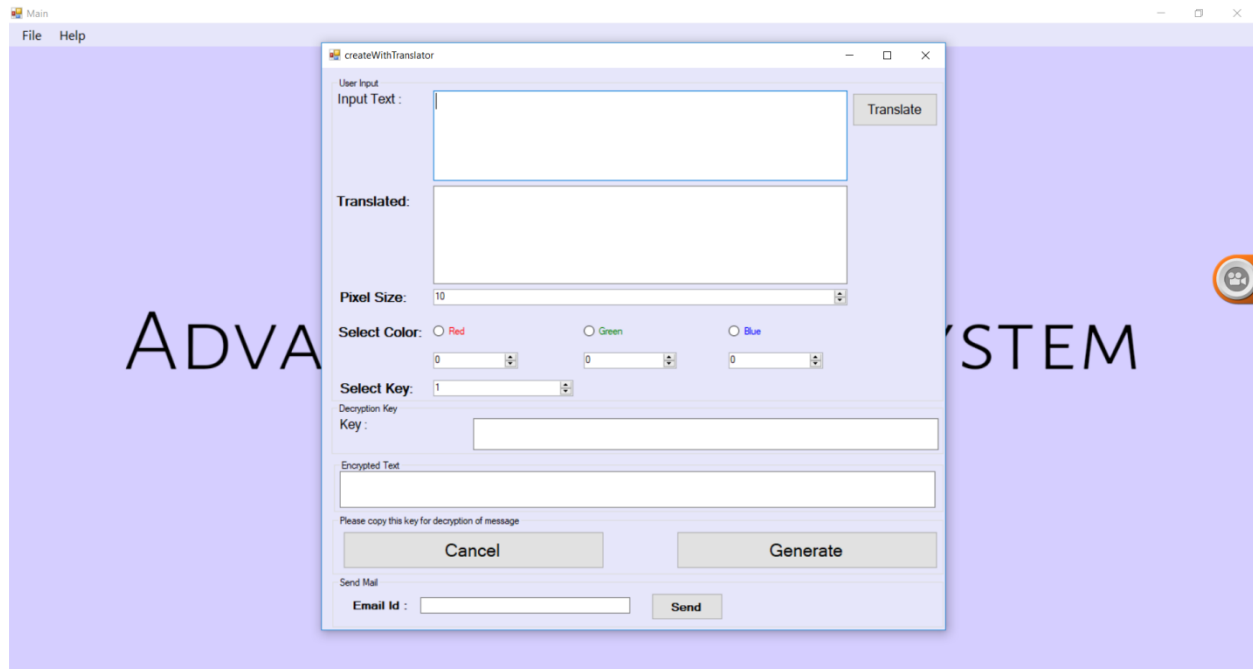 Main
File Help
createWithTranslator
User Input
Input Text :
Translate
Translated:
Pixel Size: 10
Select Color: Red Green Blue
0 0 0
Select Key: 1
Decryption Key
Key :
Encrypted Text
Please copy this key for decryption of message
Cancel Generate
Send Mail
Email Id : Send
ADVA STEM